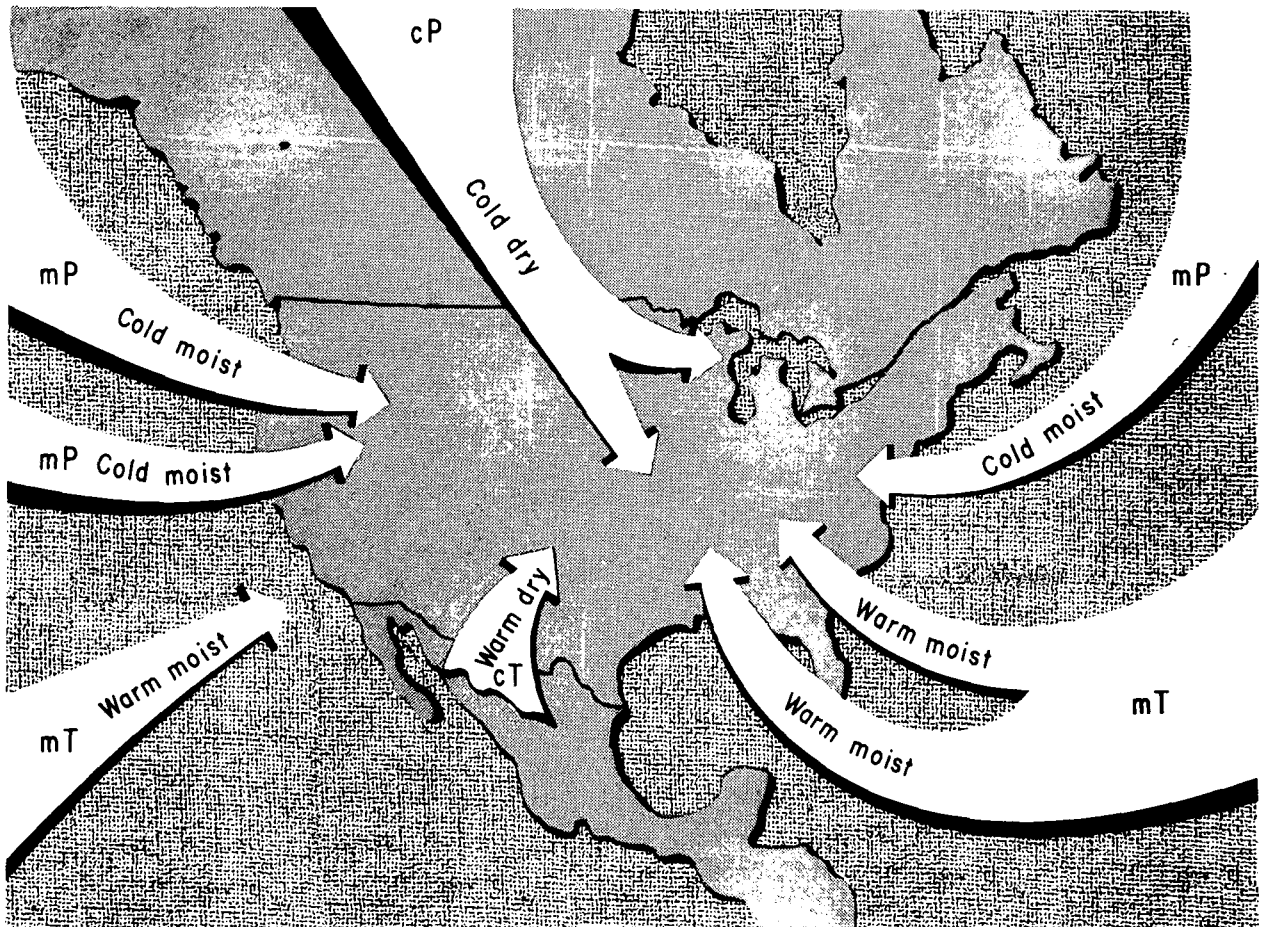 cP
Cold dry
mP
Cold moist
mP Cold moist
mP
Cold moist
Warm dry
cT
Warm moist
mT
Warm moist
Warm moist
mT